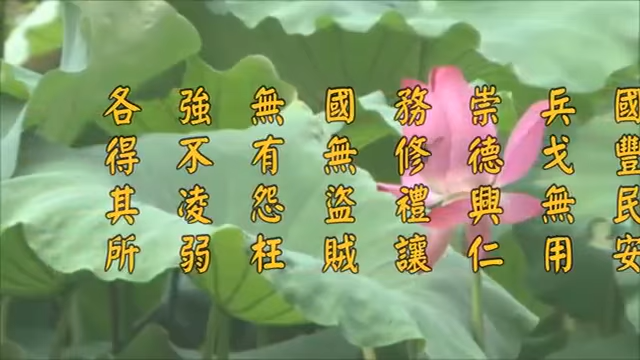 國豐民安
兵戈無用
崇德興仁
務修禮讓
國無盜賊
無有怨枉
強不凌弱
各得其所